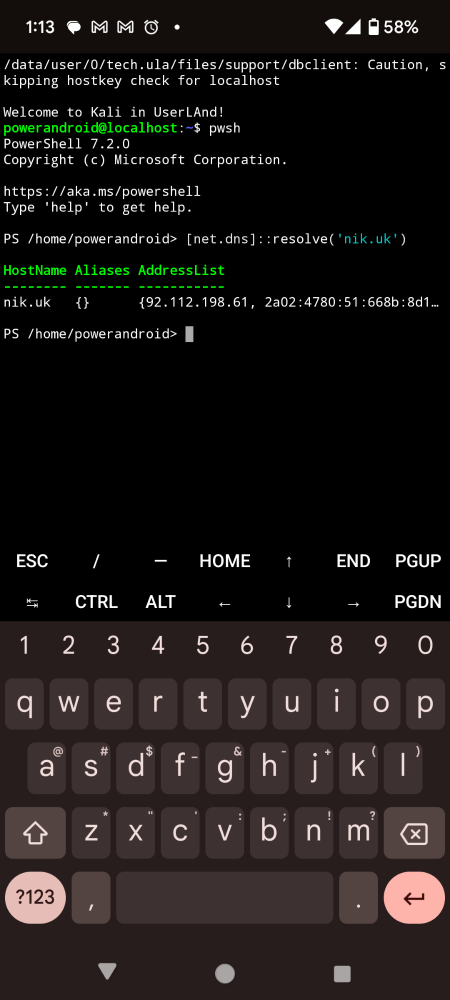 1:13 58%
/data/user/0/tech.ula/files/support/dbclient: Caution, s
kipping hostkey check for localhost
Welcome to Kali in UserLAnd!
powerandroid@localhost:~$ pwsh
PowerShell 7.2.0
Copyright (c) Microsoft Corporation.
https://aka.ms/powershell
Type 'help' to get help.
PS /home/powerandroid> [net.dns]::resolve('nik.uk')
HostName Aliases AddressList
-------- ------- -----------
nik.uk {} {92.112.198.61, 2a02:4780:51:668b:8d1…
PS /home/powerandroid>
ESC / — HOME ↑ END PGUP
↹ CTRL ALT ← ↓ → PGDN
1 2 3 4 5 6 7 8 9 0
q w e r t y u i o p
@ # $ _ & - + ( )
a s d f g h j k l
* " ' : ; ! ?
z x c v b n m
?123 , .